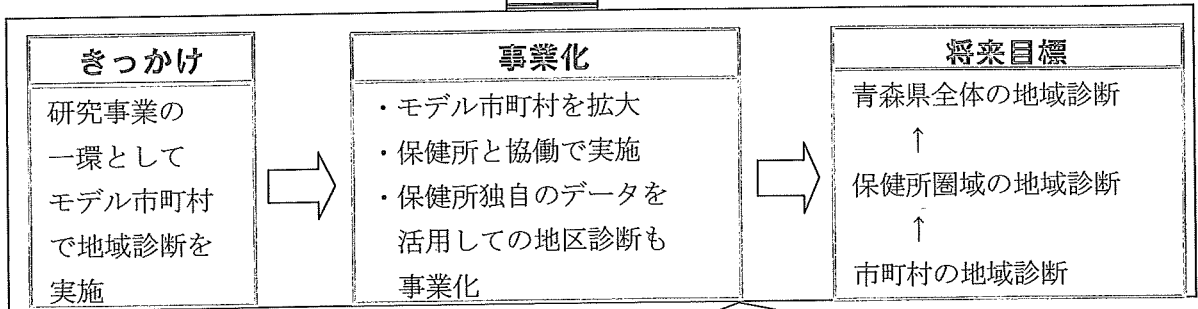 きっかけ
研究事業の
一環として
モデル市町村
で地域診断を
実施
事業化
・モデル市町村を拡大
・保健所と協働で実施
・保健所独自のデータを
活用しての地区診断も
事業化
将来目標
青森県全体の地域診断
↑
保健所圏域の地域診断
↑
市町村の地域診断